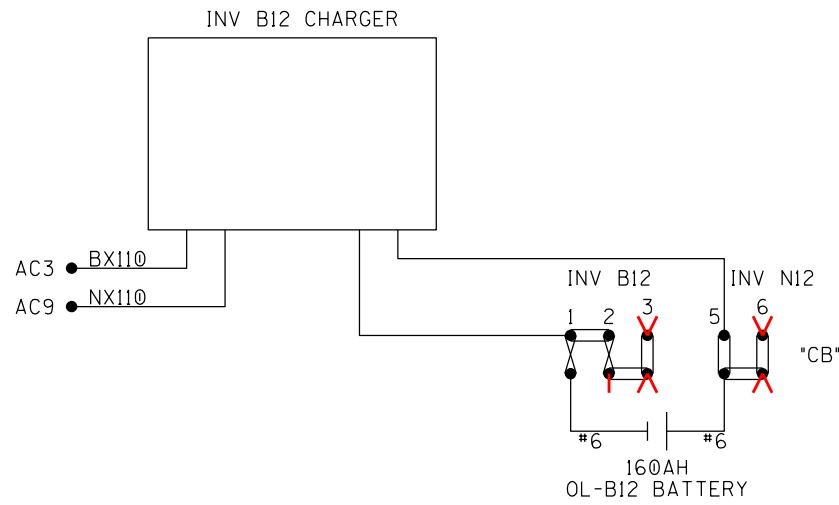 INV B12 CHARGER
AC3 BX110
AC9 NX110
INV B12 INV N12
1 2 3 5 6
"CB"
#6 #6
160AH
OL-B12 BATTERY